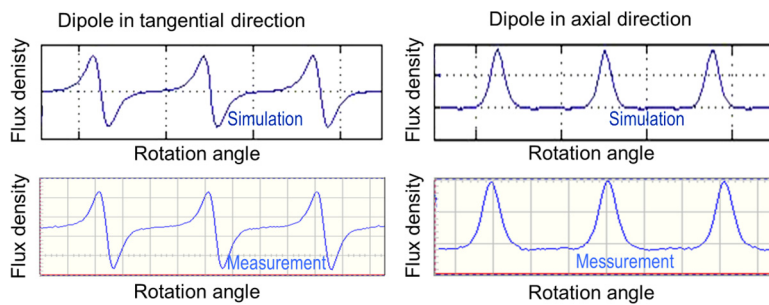 Dipole in tangential direction
Flux denisty
Simulation
Rotation angle
Flux density
Measurement
Rotation angle
Dipole in axial direction
Flux density
Simulation
Rotation angle
Flux density
Messurement
Rotation angle